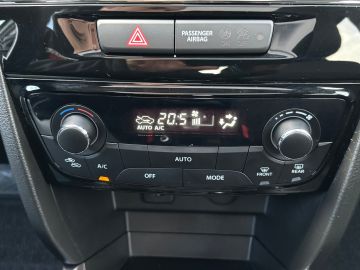 PASSENGER
AIRBAG
20.5
AUTO A/C
A/C
AUTO
OFF
MODE
FRONT
REAR